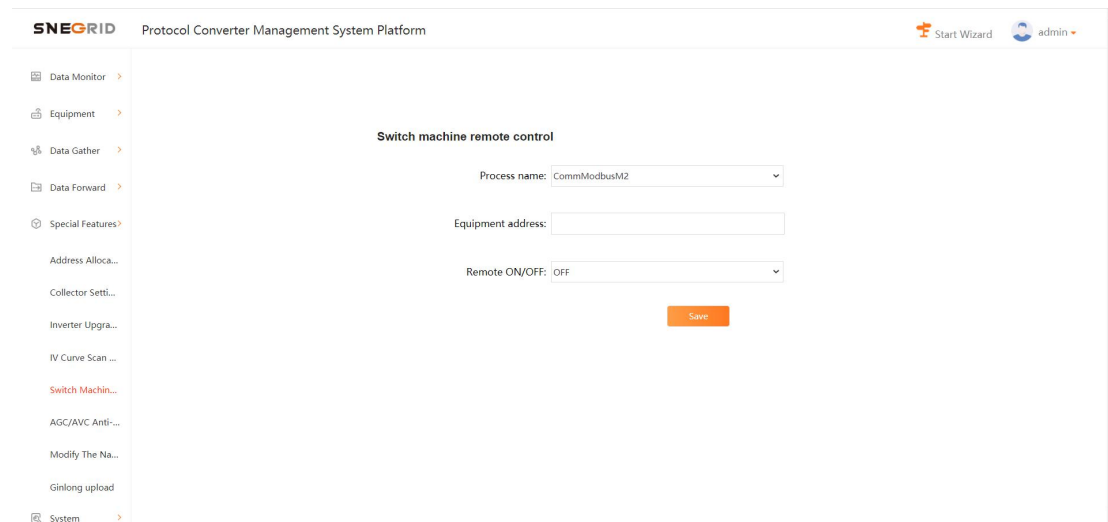 SNEGRID
Protocol Converter Management System Platform
Start Wizard
admin
Data Monitor
Equipment
Data Gather
Data Forward
Special Features
Address Alloca...
Collector Setti...
Inverter Upgra...
IV Curve Scan ...
Switch Machin...
AGC/AVC Anti-...
Modify The Na...
Ginlong upload
System
Switch machine remote control
Process name: CommModbusM2
Equipment address:
Remote ON/OFF: OFF
Save